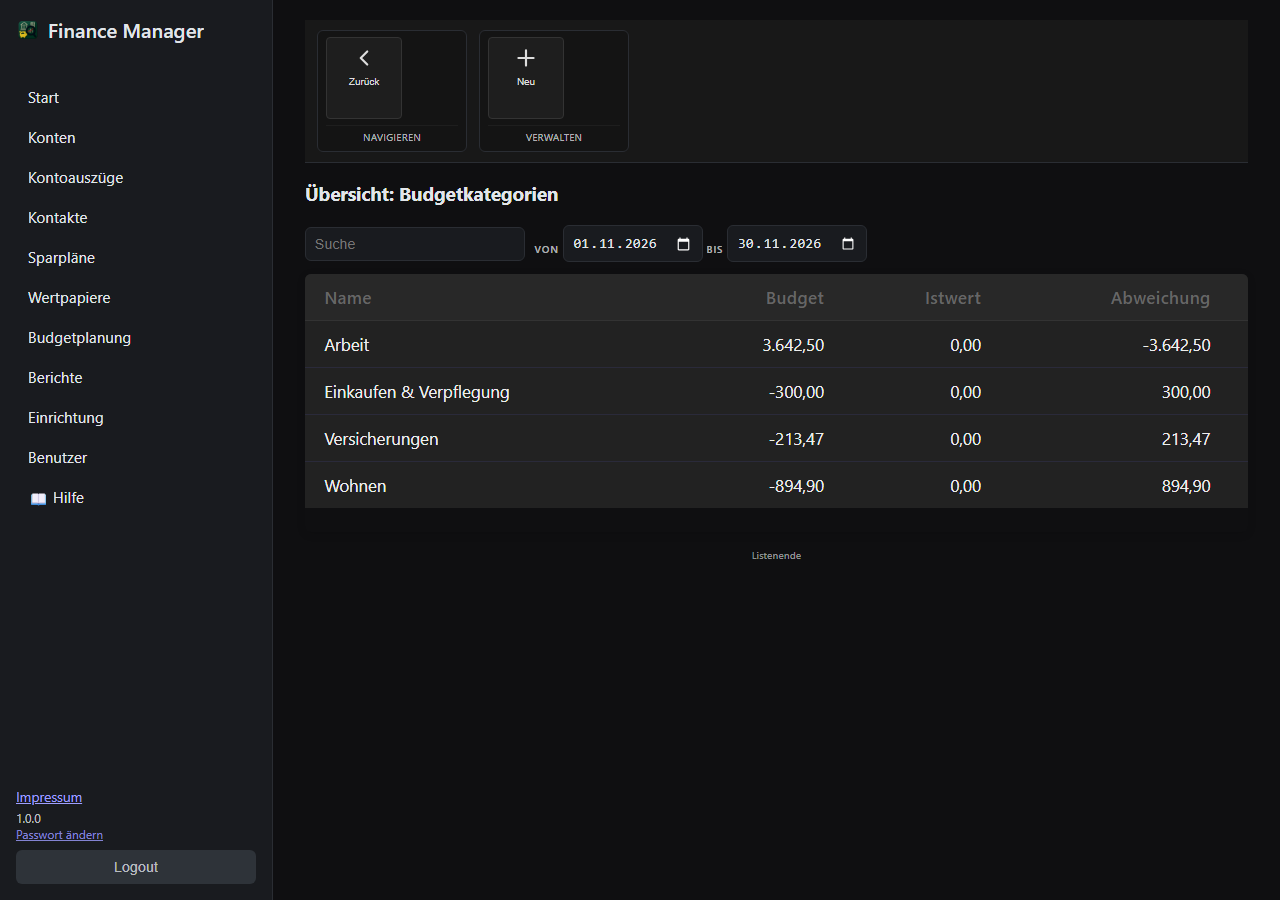 Finance Manager
Start
Konten
Kontoauszüge
Kontakte
Sparpläne
Wertpapiere
Budgetplanung
Berichte
Einrichtung
Benutzer
Hilfe
Impressum
1.0.0
Passwort ändern
Logout
Zurück
NAVIGIEREN
Neu
VERWALTEN
Übersicht: Budgetkategorien
Suche VON 01.11.2026 BIS 30.11.2026
Name Budget Istwert Abweichung
Arbeit 3.642,50 0,00 -3.642,50
Einkaufen & Verpflegung -300,00 0,00 300,00
Versicherungen -213,47 0,00 213,47
Wohnen -894,90 0,00 894,90
Listenende